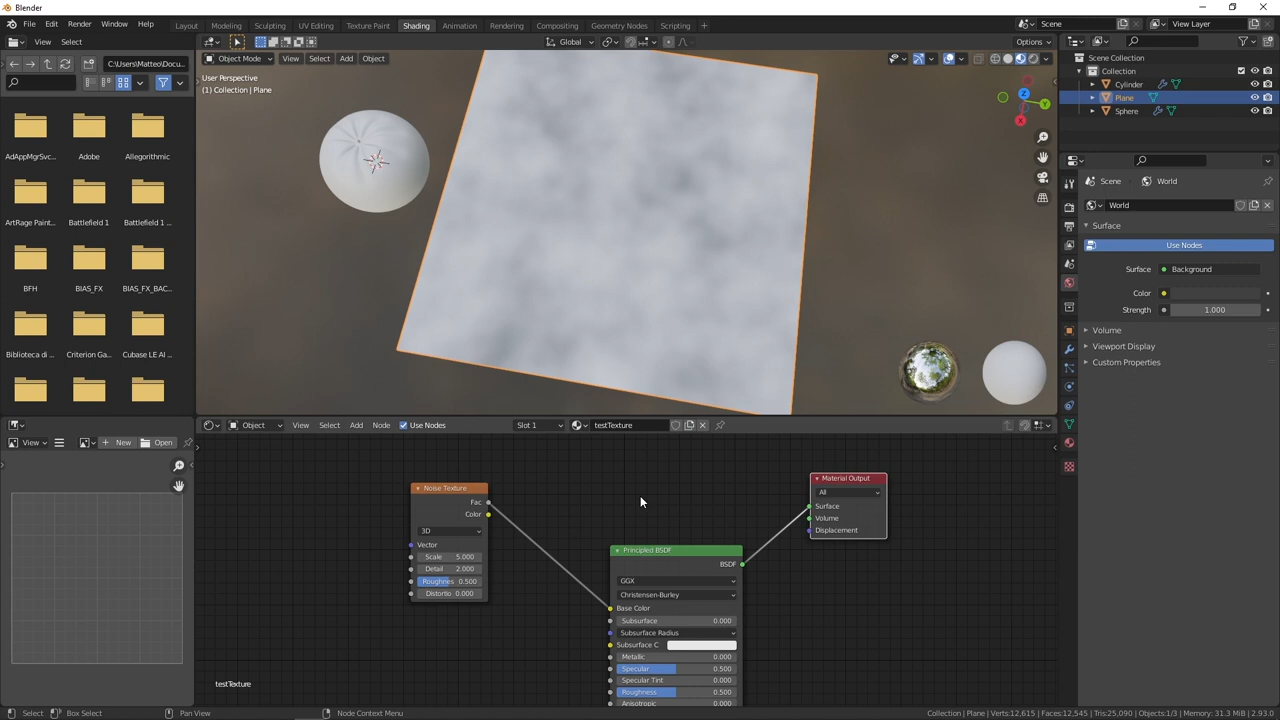 Blender
File Edit Render Window Help
Layout Modeling Sculpting UV Editing Texture Paint Shading Animation Rendering Compositing Geometry Nodes Scripting +
Scene
View Layer
View Select
Global
Options
C:\Users\Matteo\Docu...
Object Mode View Select Add Object
User Perspective
(1) Collection | Plane
X
Y
Z
AdAppMgrSvc...
Adobe
Allegorithmic
ArtRage Paint...
Battlefield 1
Battlefield 1 ...
BFH
BIAS_FX
BIAS_FX_BAC...
Biblioteca di ...
Criterion Ga...
Cubase LE AI ...
Scene Collection
Collection
Cylinder
Plane
Sphere
Scene
World
World
Surface
Use Nodes
Surface
Background
Color
Strength
1.000
Volume
Viewport Display
Custom Properties
View
New
Open
Object View Select Add Node Use Nodes
Slot 1
testTexture
Noise Texture
Fac
Color
3D
Vector
Scale 5.000
Detail 2.000
Roughnes 0.500
Distortio 0.000
Principled BSDF
BSDF
GGX
Christensen-Burley
Base Color
Subsurface 0.000
Subsurface Radius
Subsurface C
Metallic 0.000
Specular 0.500
Specular Tint 0.000
Roughness 0.500
Anisotropic 0.000
Material Output
All
Surface
Volume
Displacement
testTexture
Select
Box Select
Pan View
Node Context Menu
Collection | Plane | Verts:12,615 | Faces:12,545 | Tris:25,090 | Objects:1/3 | Memory: 31.3 MiB | 2.93.0